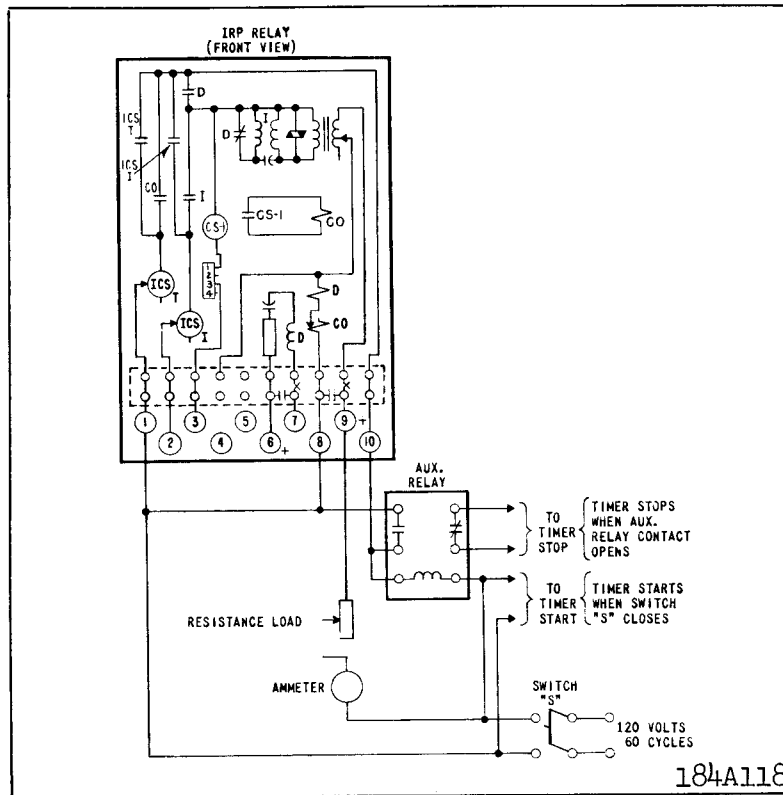 IRP RELAY
(FRONT VIEW)
D
ICS
T
ICS
I
D
I
CO
I
CS-1
CO
CS-1
1
2
3
4
ICS
T
D
CO
ICS
I
D
1
2
3
4
5
6
+
7
8
9
+
10
AUX.
RELAY
TO
TIMER
STOP
TIMER STOPS
WHEN AUX.
RELAY CONTACT
OPENS
TO
TIMER
START
TIMER STARTS
WHEN SWITCH
"S" CLOSES
RESISTANCE LOAD
AMMETER
SWITCH
"S"
120 VOLTS
60 CYCLES
184A118